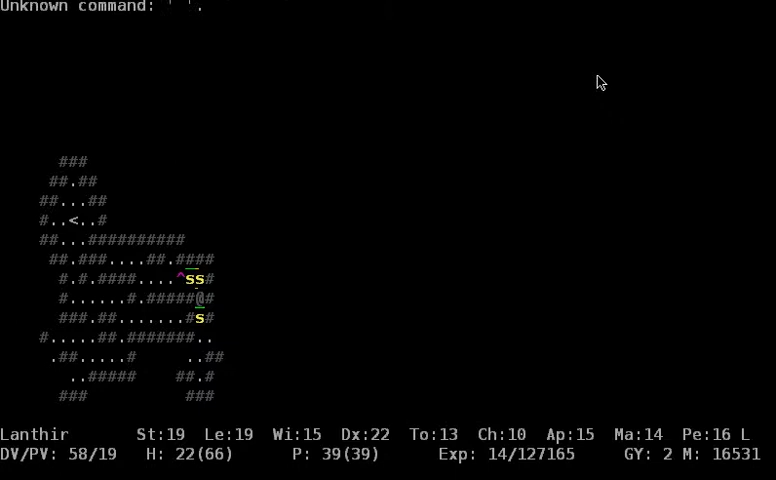 Unknown command: ' '.
###
##.##
##...##
#..<..#
##...##########
##.###....##.####
#.#.####....^ss#
#......#.#####@#
###.##.......#s#
#.....##.#######..
.##.....#     ..##
..#####    ##.#
###          ###
Lanthir      St:19  Le:19  Wi:15  Dx:22  To:13  Ch:10  Ap:15  Ma:14  Pe:16 L
DV/PV: 58/19   H: 22(66)      P: 39(39)      Exp: 14/127165     GY: 2 M: 16531